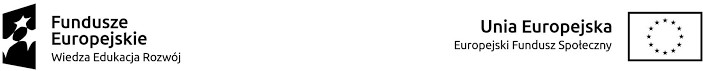 Fundusze
Europejskie
Wiedza Edukacja Rozwój
Unia Europejska
Europejski Fundusz Społeczny